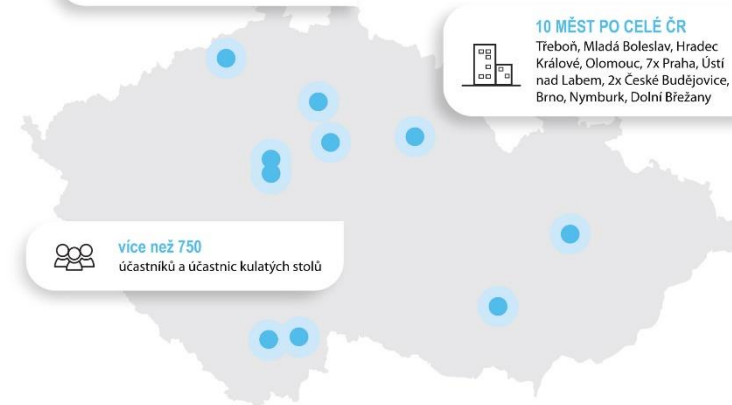 10 MĚST PO CELÉ ČR
Třeboň, Mladá Boleslav, Hradec
Králové, Olomouc, 7x Praha, Ústí
nad Labem, 2x České Budějovice,
Brno, Nymburk, Dolní Břežany
více než 750
účastníků a účastnic kulatých stolů